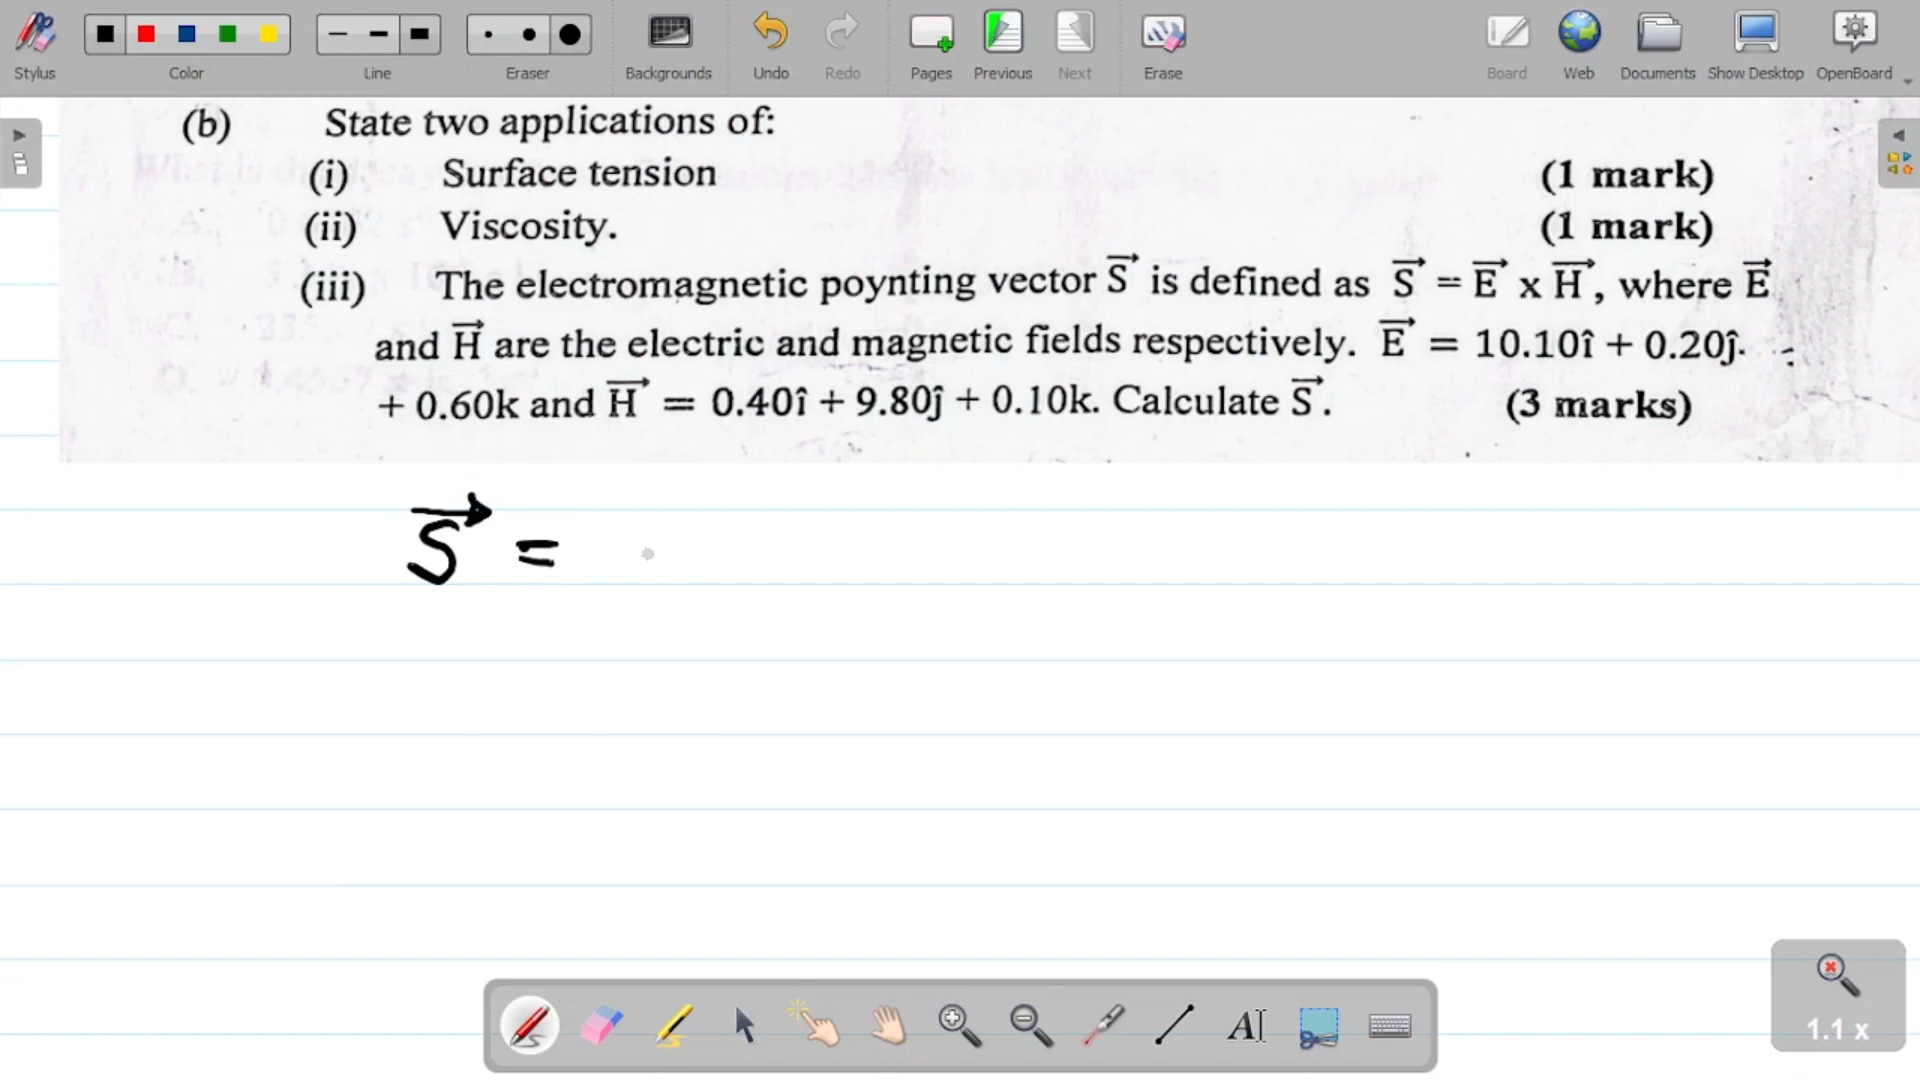 Stylus Color Line Eraser Backgrounds Undo Redo Pages Previous Next Erase Board Web Documents Show Desktop OpenBoard
(b) State two applications of:
(i) Surface tension (1 mark)
(ii) Viscosity. (1 mark)
(iii) The electromagnetic poynting vector S⃗ is defined as S⃗ = E⃗ x H⃗, where E⃗
and H⃗ are the electric and magnetic fields respectively. E⃗ = 10.10î + 0.20ĵ
+ 0.60k and H⃗ = 0.40î + 9.80ĵ + 0.10k. Calculate S⃗. (3 marks)
S⃗ =
1.1 x